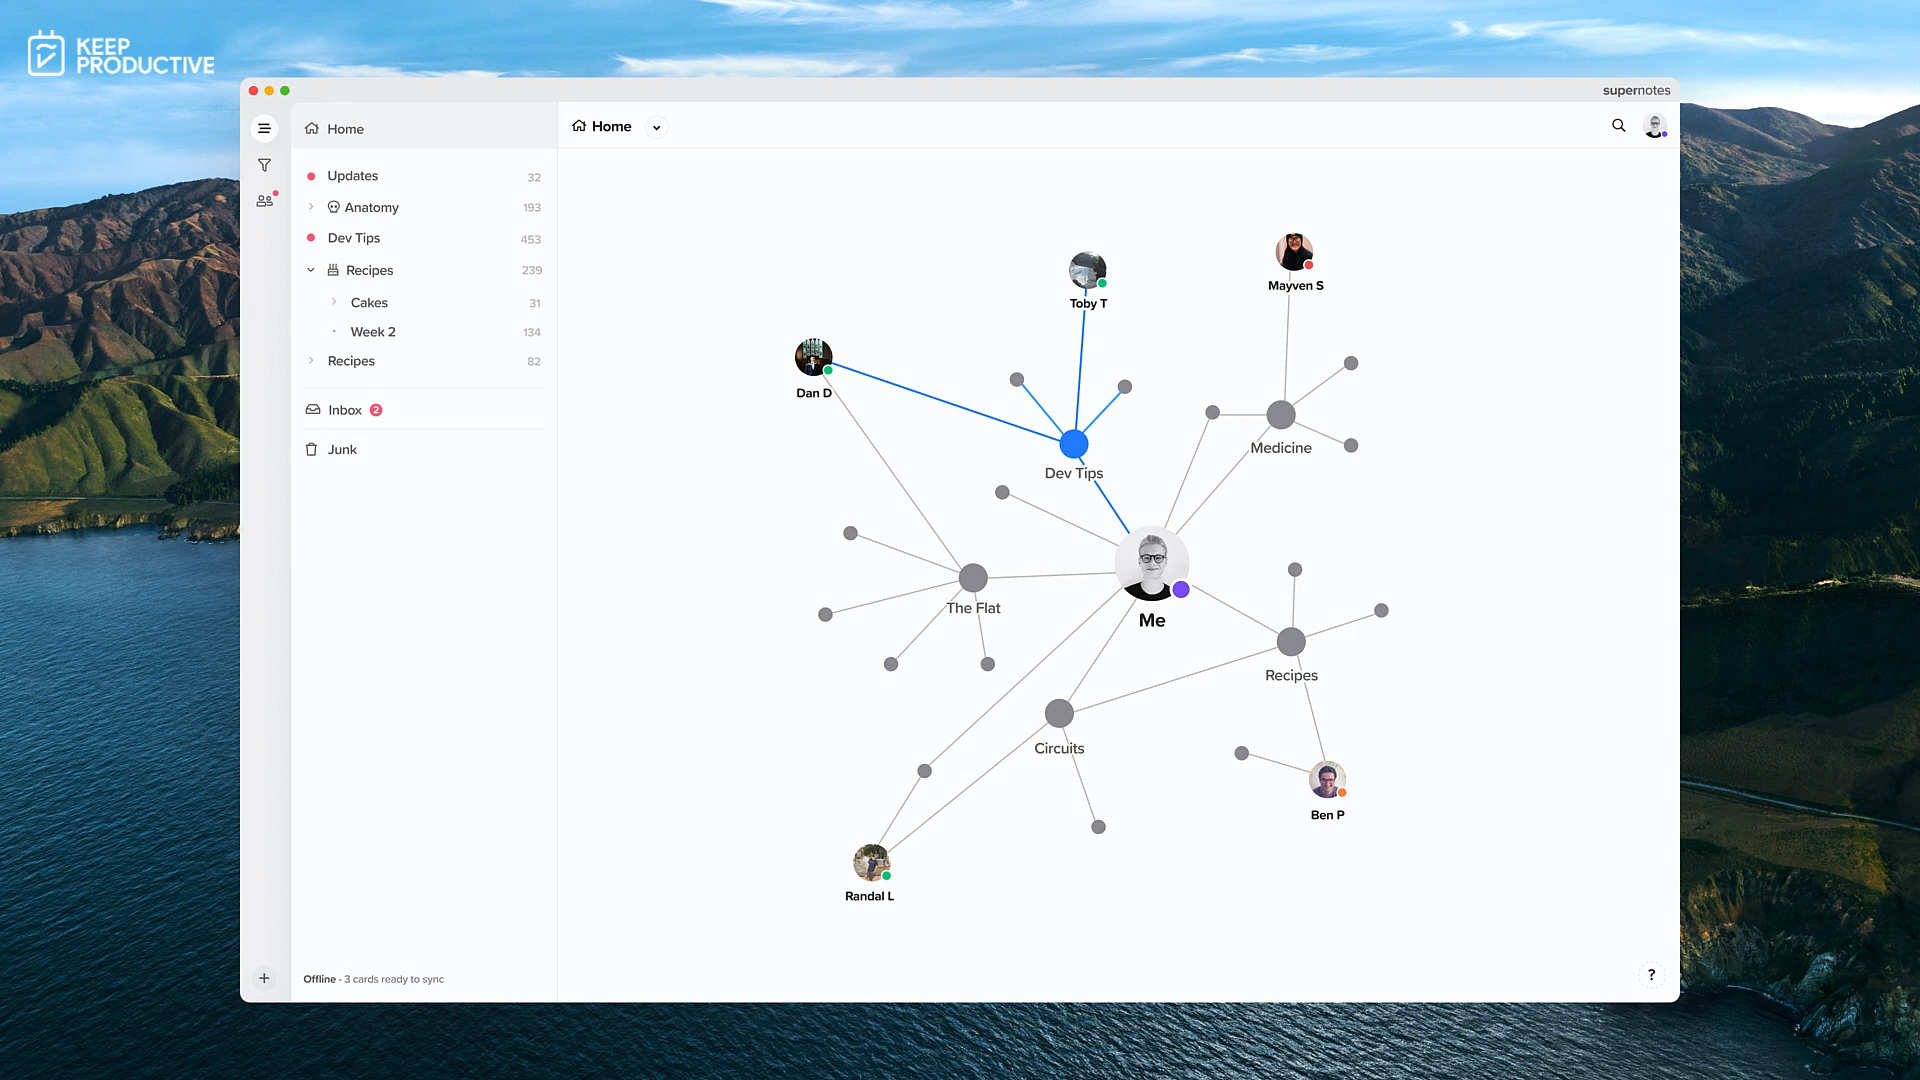 KEEP
PRODUCTIVE
supernotes
Home
Home
Updates 32
Anatomy 193
Dev Tips 453
Recipes 239
Cakes 31
Week 2 134
Recipes 82
Inbox 2
Junk
Offline - 3 cards ready to sync
Mayven S
Toby T
Dan D
Medicine
Dev Tips
The Flat
Me
Recipes
Circuits
Ben P
Randal L
?